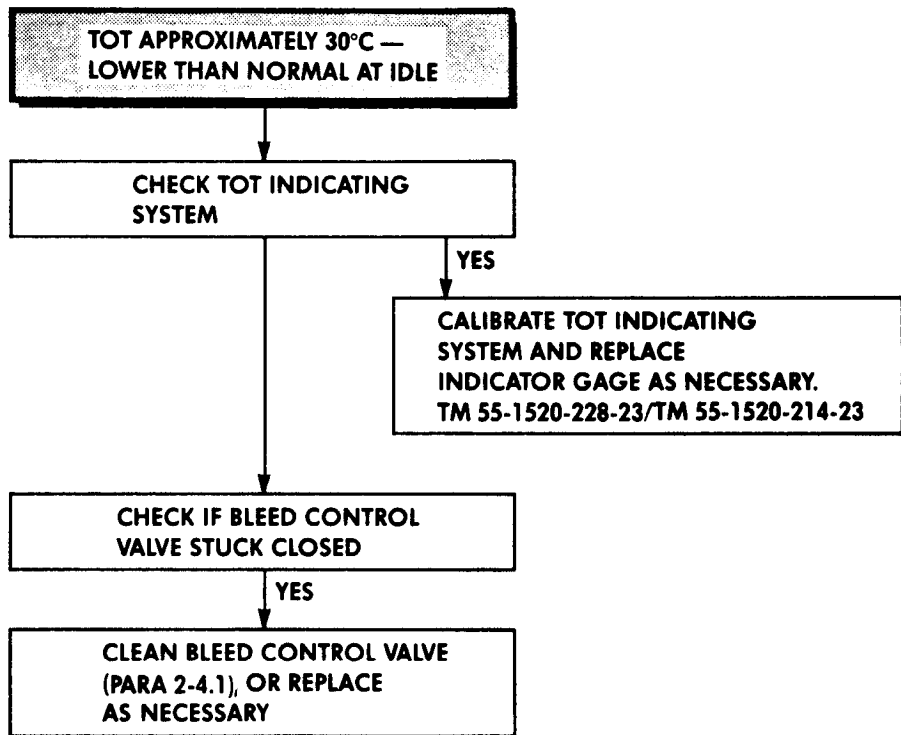 TOT APPROXIMATELY 30°C —
LOWER THAN NORMAL AT IDLE
CHECK TOT INDICATING
SYSTEM
YES
CALIBRATE TOT INDICATING
SYSTEM AND REPLACE
INDICATOR GAGE AS NECESSARY.
TM 55-1520-228-23/TM 55-1520-214-23
CHECK IF BLEED CONTROL
VALVE STUCK CLOSED
YES
CLEAN BLEED CONTROL VALVE
(PARA 2-4.1), OR REPLACE
AS NECESSARY